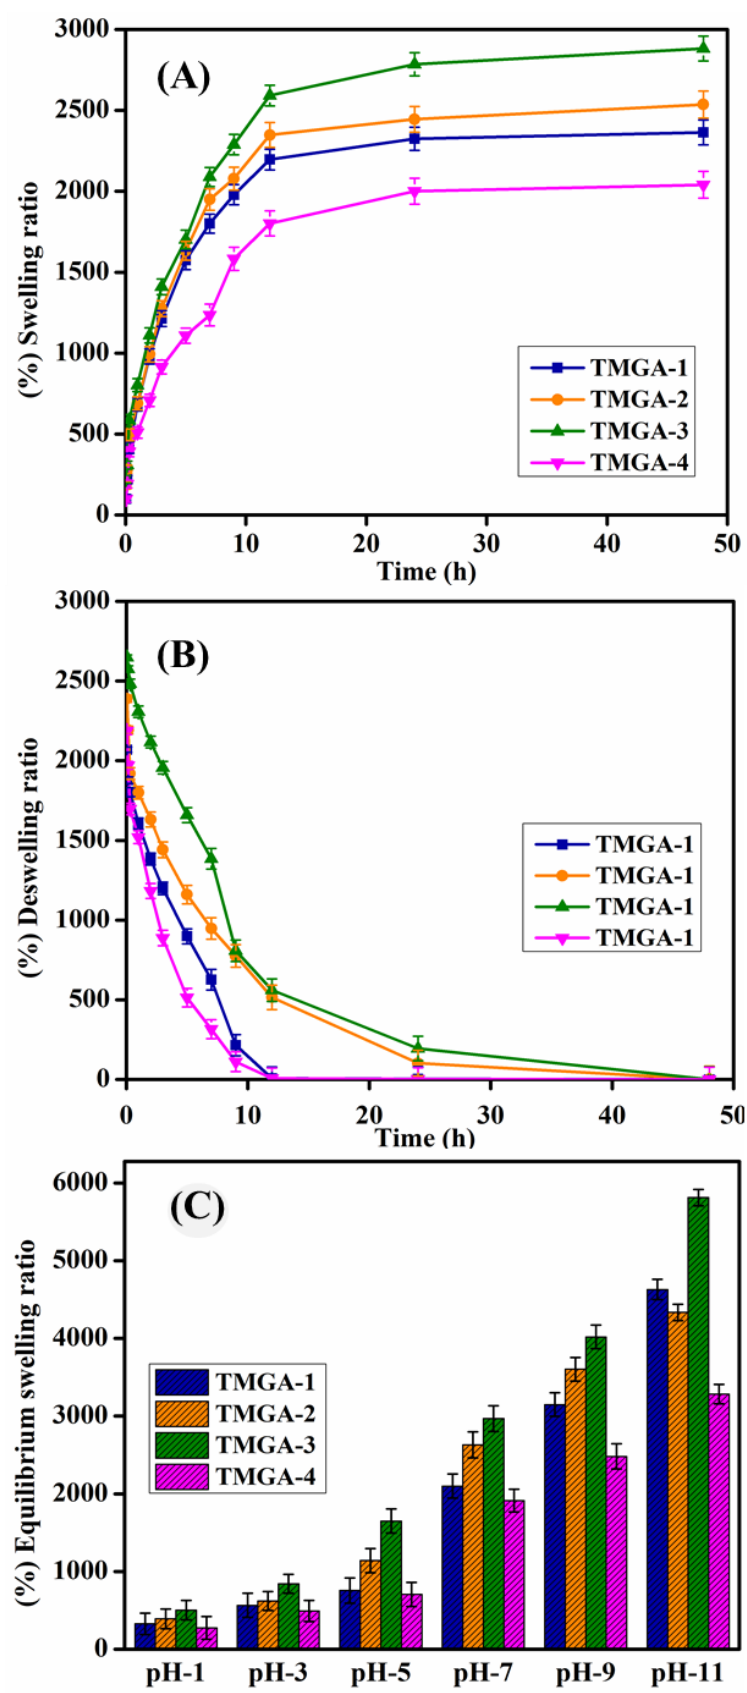 (A)
(%) Swelling ratio
3000
2500
2000
1500
1000
500
0
TMGA-1
TMGA-2
TMGA-3
TMGA-4
0 10 20 30 40 50
Time (h)
(B)
(%) Deswelling ratio
3000
2500
2000
1500
1000
500
0
TMGA-1
TMGA-1
TMGA-1
TMGA-1
0 10 20 30 40 50
Time (h)
(C)
(%) Equilibrium swelling ratio
6000
5000
4000
3000
2000
1000
0
TMGA-1
TMGA-2
TMGA-3
TMGA-4
pH-1 pH-3 pH-5 pH-7 pH-9 pH-11